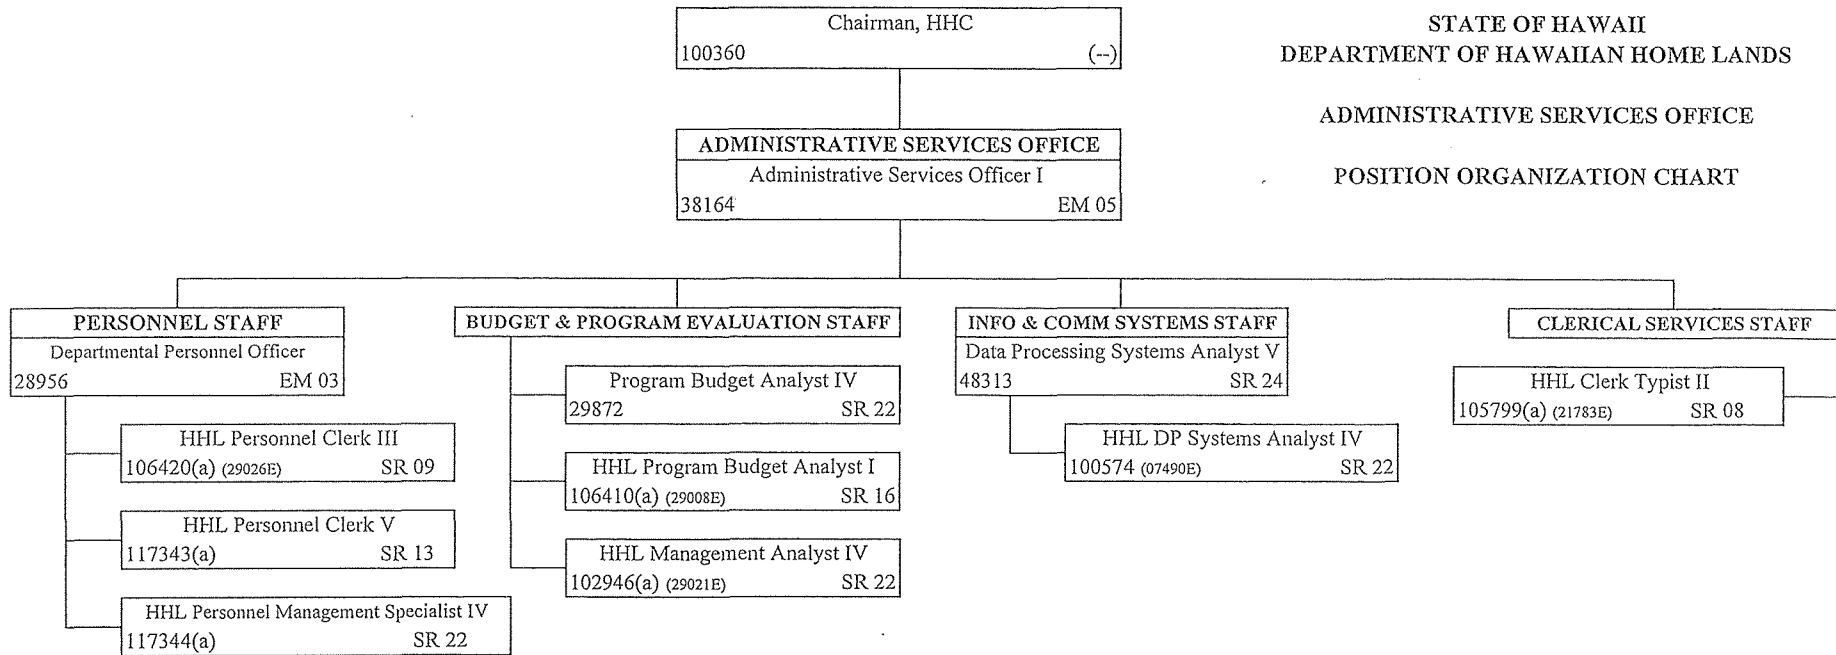 Chairman, HHC
100360 (--)
STATE OF HAWAII
DEPARTMENT OF HAWAIIAN HOME LANDS
ADMINISTRATIVE SERVICES OFFICE
POSITION ORGANIZATION CHART
ADMINISTRATIVE SERVICES OFFICE
Administrative Services Officer I
38164 EM 05
PERSONNEL STAFF
Departmental Personnel Officer
28956 EM 03
HHL Personnel Clerk III
106420(a) (29026E) SR 09
HHL Personnel Clerk V
117343(a) SR 13
HHL Personnel Management Specialist IV
117344(a) SR 22
BUDGET & PROGRAM EVALUATION STAFF
Program Budget Analyst IV
29872 SR 22
HHL Program Budget Analyst I
106410(a) (29008E) SR 16
HHL Management Analyst IV
102946(a) (29021E) SR 22
INFO & COMM SYSTEMS STAFF
Data Processing Systems Analyst V
48313 SR 24
HHL DP Systems Analyst IV
100574 (07490E) SR 22
CLERICAL SERVICES STAFF
HHL Clerk Typist II
105799(a) (21783E) SR 08